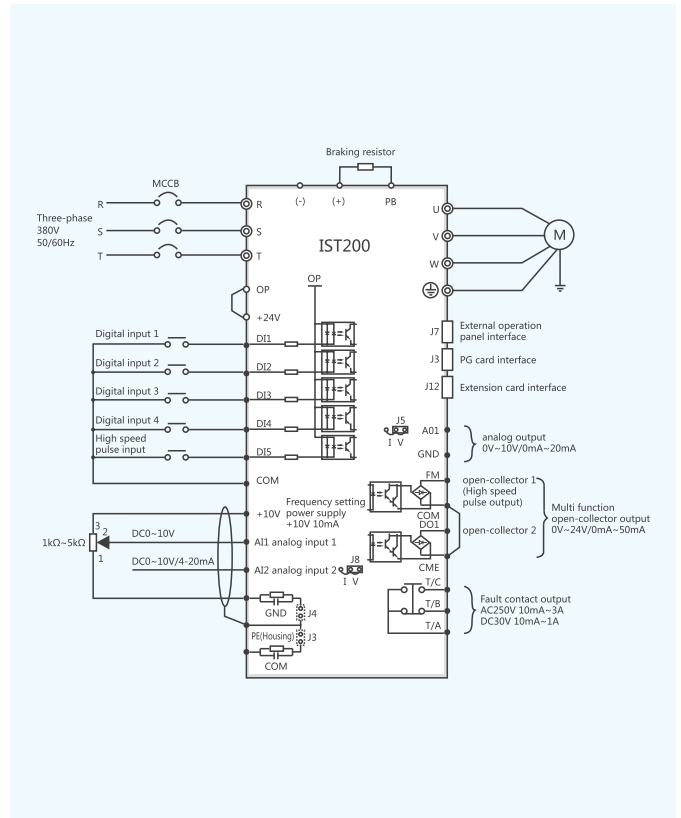 Braking resistor
MCCB
(-)
(+)
PB
R
R
U
Three-phase
380V
50/60Hz
S
S
V
M
IST200
T
T
W
OP
OP
+24V
Digital input 1
DI1
J7
External operation
panel interface
Digital input 2
DI2
J3
PG card interface
Digital input 3
DI3
J12
Extension card interface
Digital input 4
DI4
J5
I V
A01
analog output
0V~10V/0mA~20mA
High speed
pulse input
DI5
GND
COM
FM
open-collector 1
(High speed
pulse output)
Frequency setting
power supply
+10V 10mA
+10V
COM
DO1
Multi function
open-collector output
0V~24V/0mA~50mA
open-collector 2
3
2
1
1kΩ~5kΩ
DC0~10V
AI1 analog input 1
DC0~10V/4-20mA
AI2 analog input 2
J8
I V
CME
T/C
T/B
T/A
Fault contact output
AC250V 10mA~3A
DC30V 10mA~1A
GND
J4
PE(Housing)
J3
COM